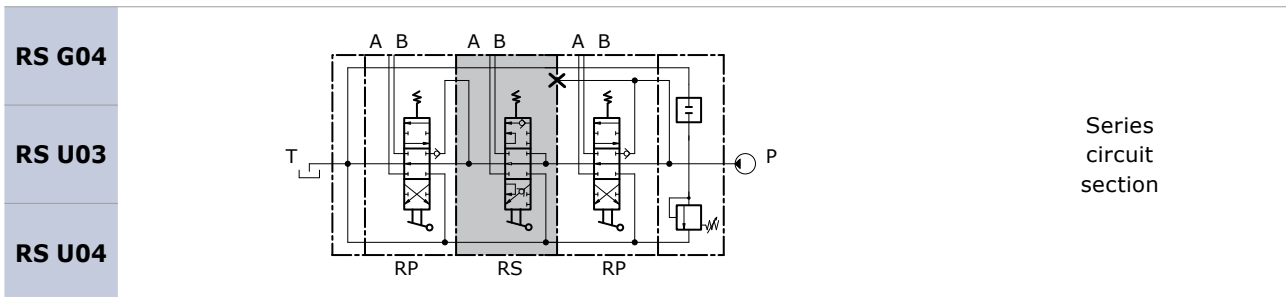 RS G04
RS U03
RS U04
A B A B A B
T
P
RP RS RP
Series
circuit
section